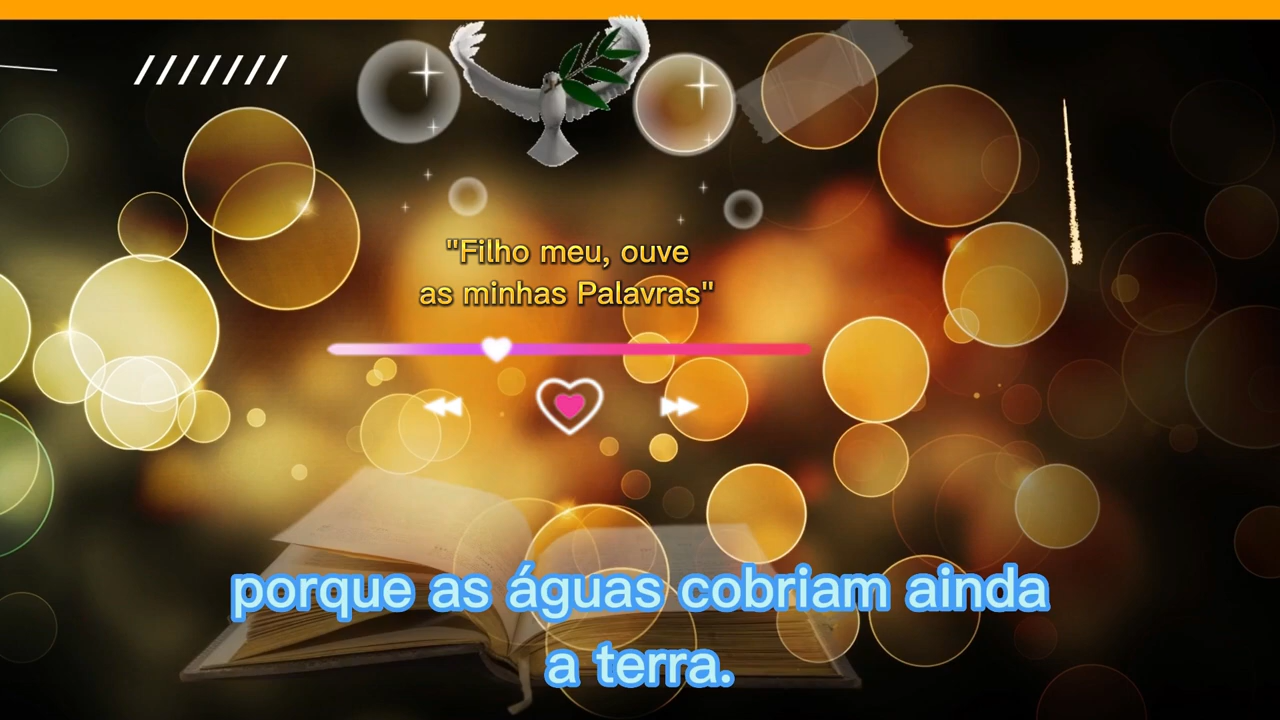 "Filho meu, ouve
as minhas Palavras"
porque as águas cobriam ainda
a terra.